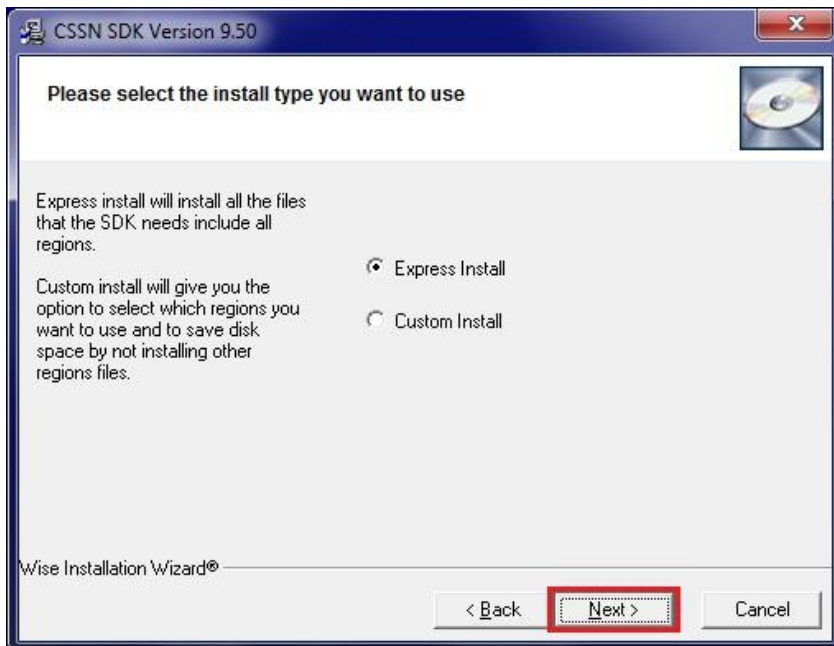 CSSN SDK Version 9.50
Please select the install type you want to use
Express install will install all the files
that the SDK needs include all
regions.
Custom install will give you the
option to select which regions you
want to use and to save disk
space by not installing other
regions files.
Express Install
Custom Install
Wise Installation Wizard®
< Back
Next >
Cancel